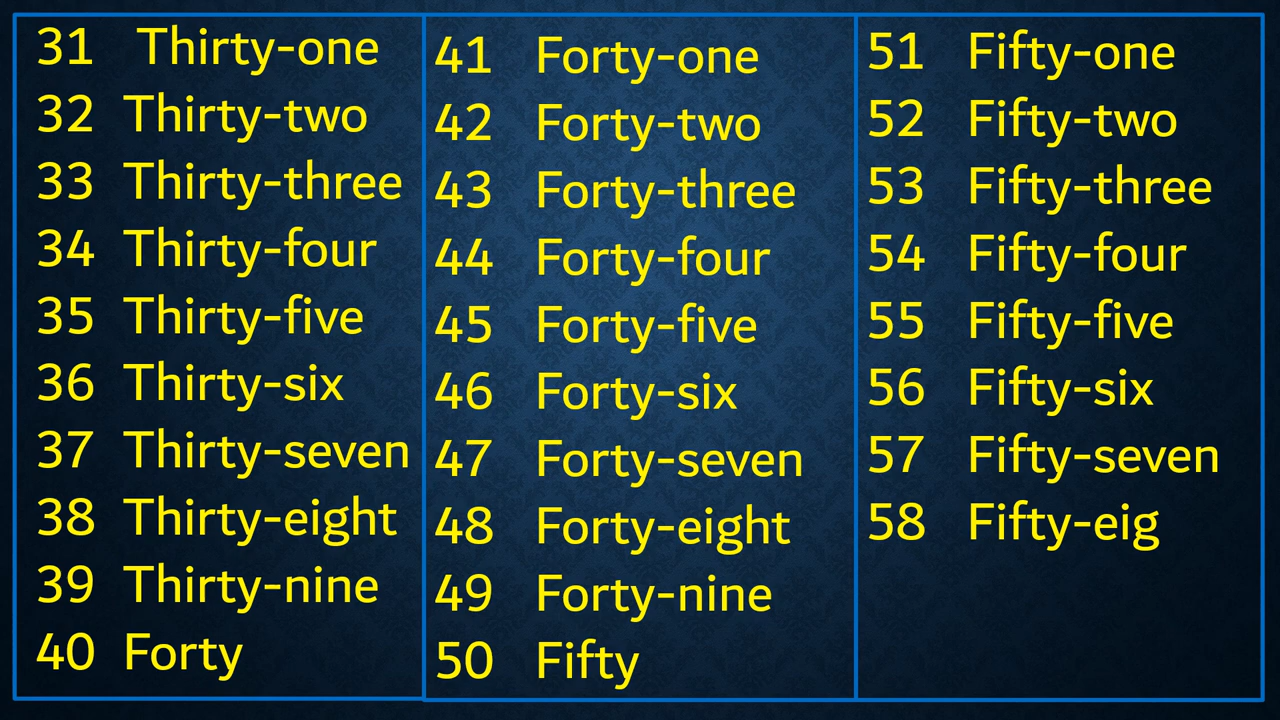 31 Thirty-one
32 Thirty-two
33 Thirty-three
34 Thirty-four
35 Thirty-five
36 Thirty-six
37 Thirty-seven
38 Thirty-eight
39 Thirty-nine
40 Forty
41 Forty-one
42 Forty-two
43 Forty-three
44 Forty-four
45 Forty-five
46 Forty-six
47 Forty-seven
48 Forty-eight
49 Forty-nine
50 Fifty
51 Fifty-one
52 Fifty-two
53 Fifty-three
54 Fifty-four
55 Fifty-five
56 Fifty-six
57 Fifty-seven
58 Fifty-eig